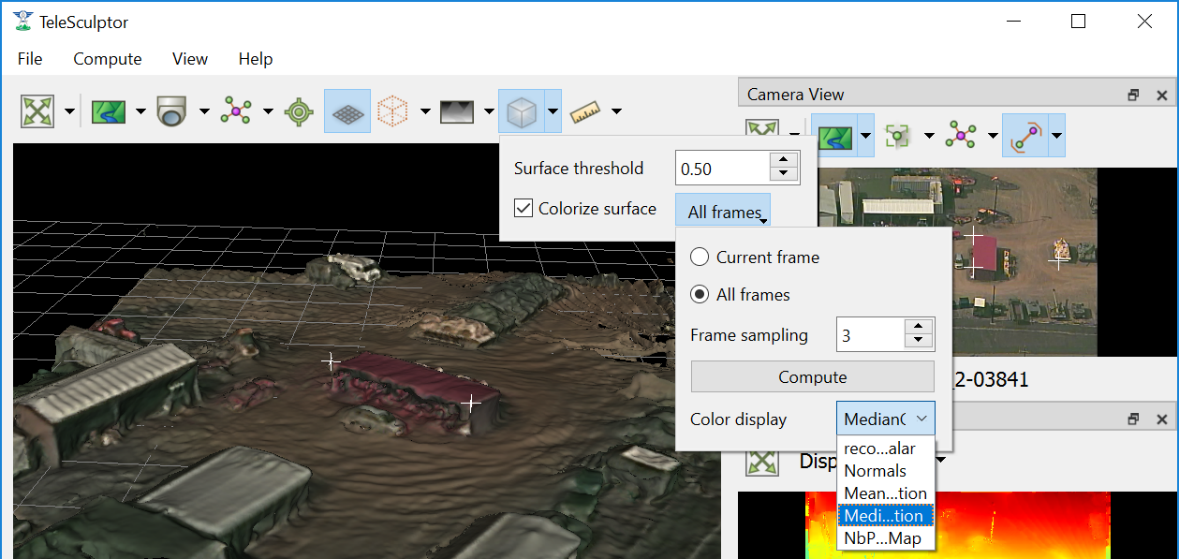 TeleSculptor
File Compute View Help
Camera View
Surface threshold 0.50
Colorize surface All frames
Current frame
All frames
Frame sampling 3
Compute
2-03841
Color display Median
reco...alar
Disp
Normals
Mean...tion
Medi...tion
NbP...Map